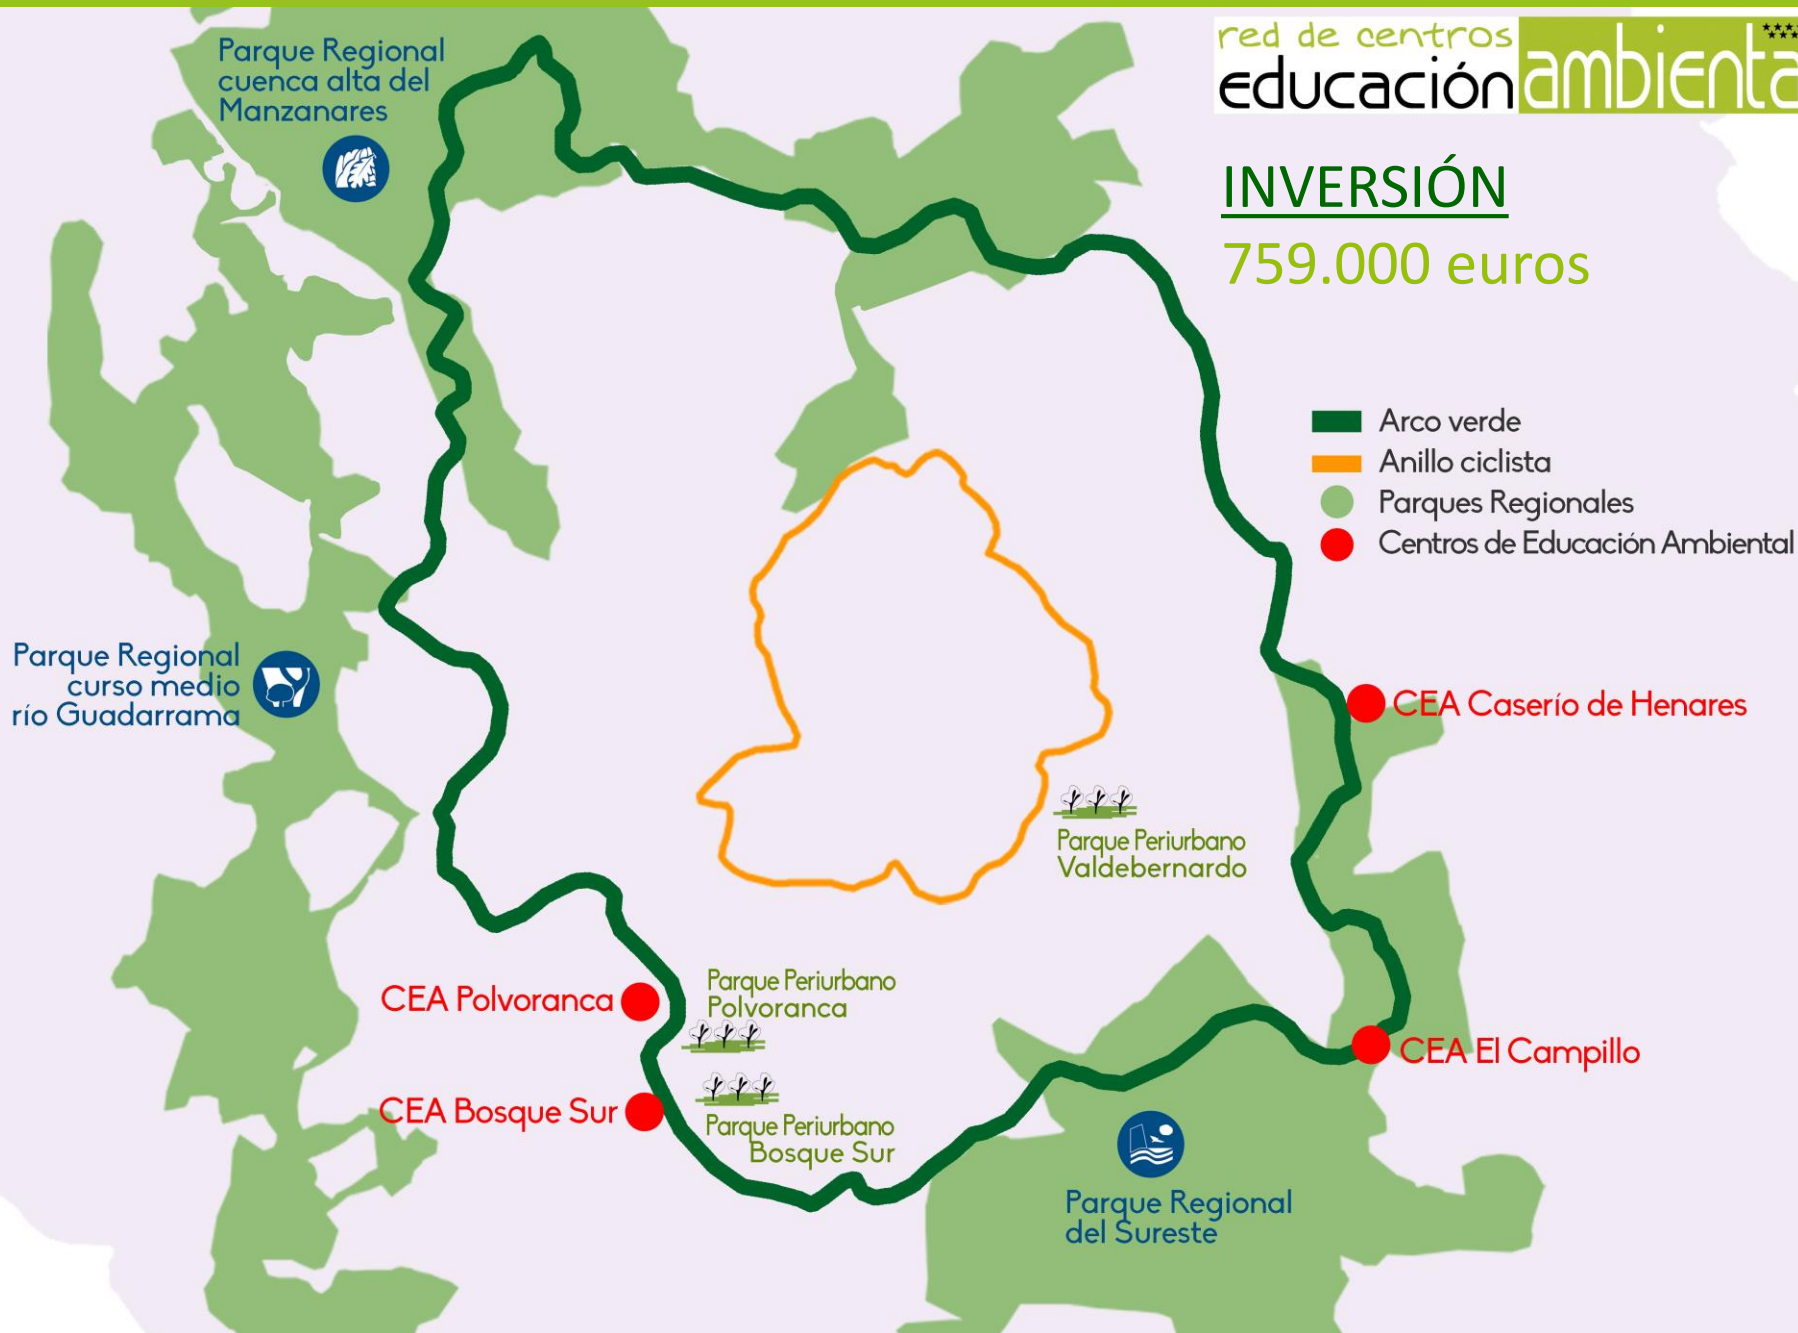 Parque Regional
cuenca alta del
Manzanares
red de centros
educación ambienta
INVERSIÓN
759.000 euros
Arco verde
Anillo ciclista
Parques Regionales
Centros de Educación Ambiental
Parque Regional
curso medio
río Guadarrama
CEA Caserío de Henares
Parque Periurbano
Valdebernardo
CEA Polvoranca
Parque Periurbano
Polvoranca
CEA El Campillo
CEA Bosque Sur
Parque Periurbano
Bosque Sur
Parque Regional
del Sureste